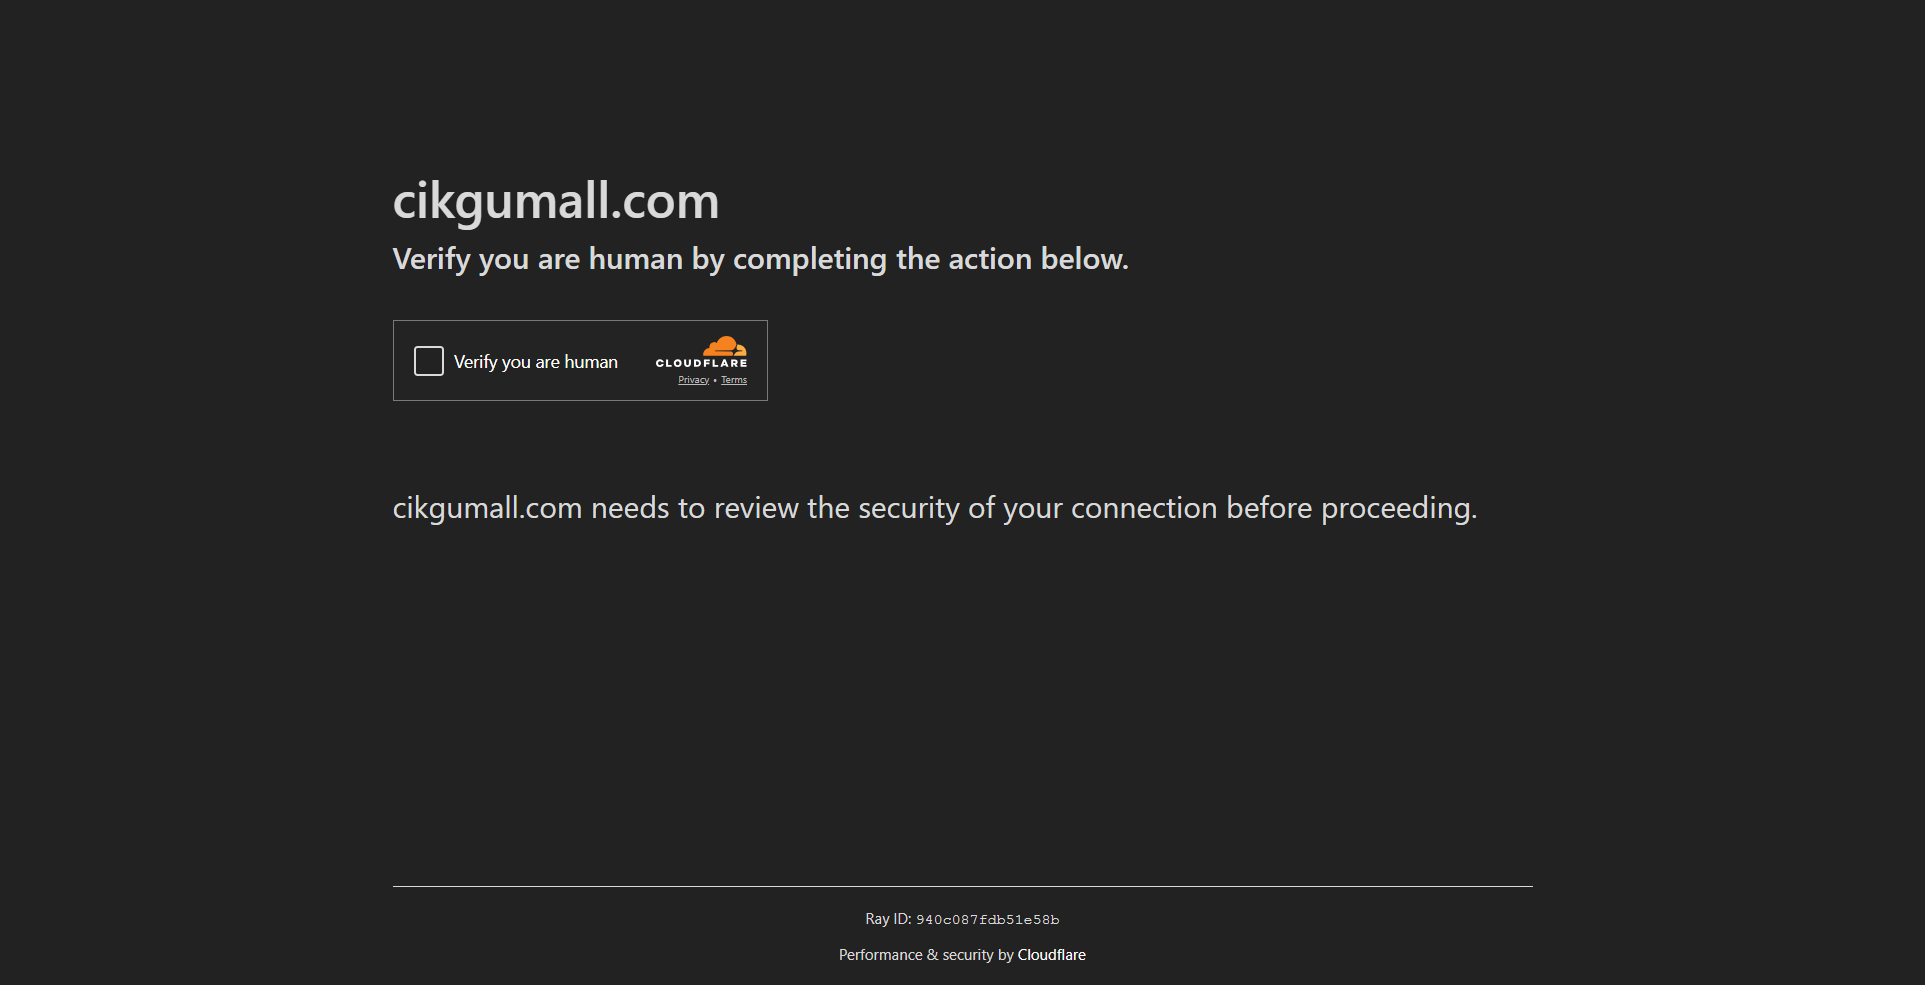 cikgumall.com
Verify you are human by completing the action below.
Verify you are human
CLOUDFLARE
Privacy • Terms
cikgumall.com needs to review the security of your connection before proceeding.
Ray ID: 940c087fdb51e58b
Performance & security by Cloudflare